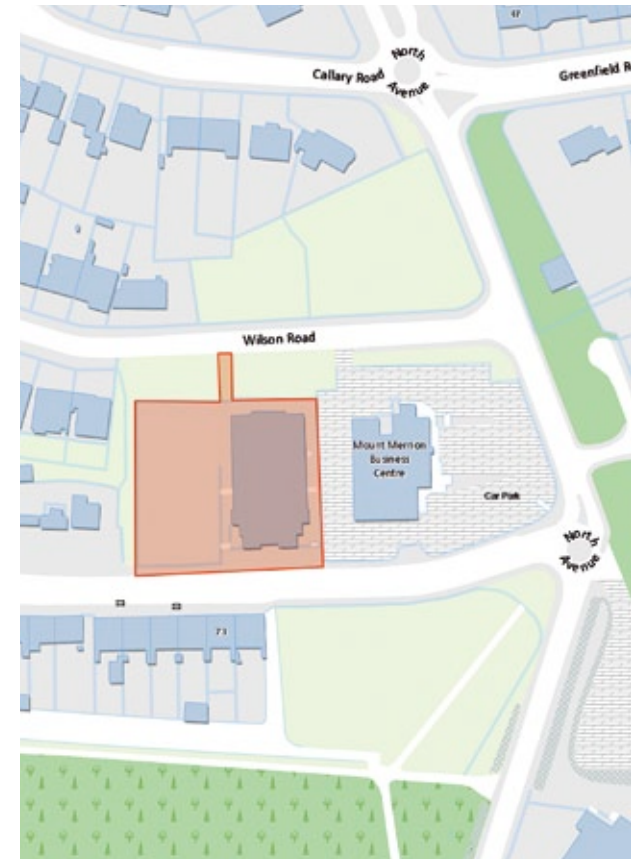 17
North
Avenue
Callary Road
Greenfield R
Wilson Road
Mount Merrion
Business
Centre
Car Park
North
Avenue
73